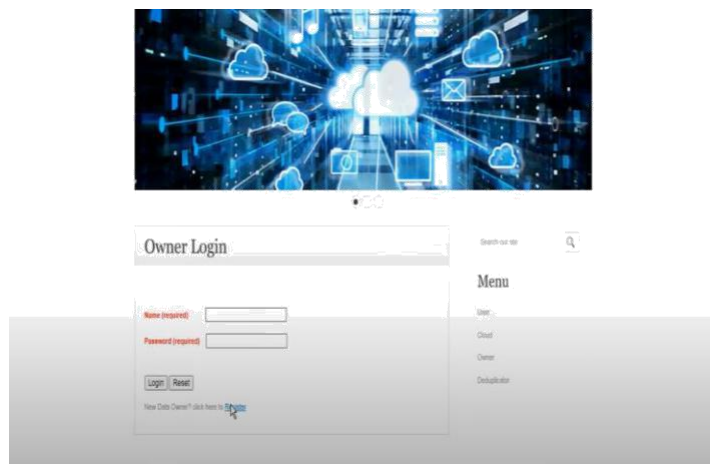 Owner Login
Name (required)
Password (required)
Login Reset
New Data Owner? click here to Register
Search our site
Menu
User
Cloud
Owner
Deduplicator